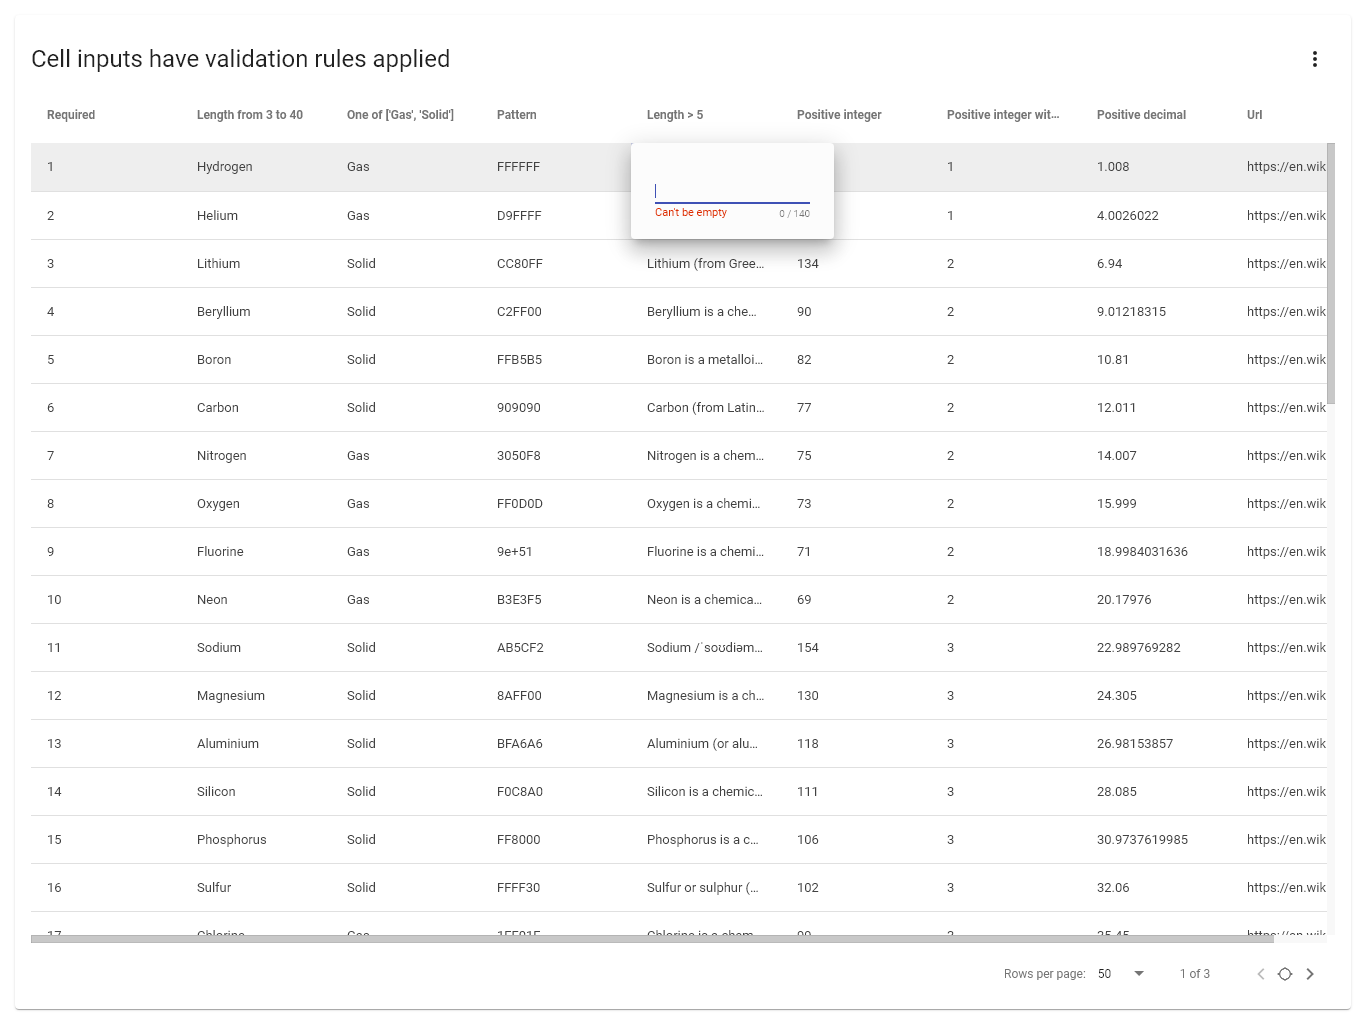 Cell inputs have validation rules applied
Required Length from 3 to 40 One of ['Gas', 'Solid'] Pattern Length > 5 Positive integer Positive integer wit... Positive decimal Url
1 Hydrogen Gas FFFFFF 1 1.008 https://en.wik
2 Helium Gas D9FFFF 1 4.0026022 https://en.wik
Can't be empty 0 / 140
3 Lithium Solid CC80FF Lithium (from Gree... 134 2 6.94 https://en.wik
4 Beryllium Solid C2FF00 Beryllium is a che... 90 2 9.01218315 https://en.wik
5 Boron Solid FFB5B5 Boron is a metalloi... 82 2 10.81 https://en.wik
6 Carbon Solid 909090 Carbon (from Latin... 77 2 12.011 https://en.wik
7 Nitrogen Gas 3050F8 Nitrogen is a chem... 75 2 14.007 https://en.wik
8 Oxygen Gas FF0D0D Oxygen is a chemi... 73 2 15.999 https://en.wik
9 Fluorine Gas 9e+51 Fluorine is a chemi... 71 2 18.9984031636 https://en.wik
10 Neon Gas B3E3F5 Neon is a chemica... 69 2 20.17976 https://en.wik
11 Sodium Solid AB5CF2 Sodium /ˈsoʊdiəm... 154 3 22.989769282 https://en.wik
12 Magnesium Solid 8AFF00 Magnesium is a ch... 130 3 24.305 https://en.wik
13 Aluminium Solid BFA6A6 Aluminium (or alu... 118 3 26.98153857 https://en.wik
14 Silicon Solid F0C8A0 Silicon is a chemic... 111 3 28.085 https://en.wik
15 Phosphorus Solid FF8000 Phosphorus is a c... 106 3 30.9737619985 https://en.wik
16 Sulfur Solid FFFF30 Sulfur or sulphur (... 102 3 32.06 https://en.wik
17 Chlorine Gas Chlorine is a chem... 3 35.45 https://en.wik
Rows per page: 50 1 of 3